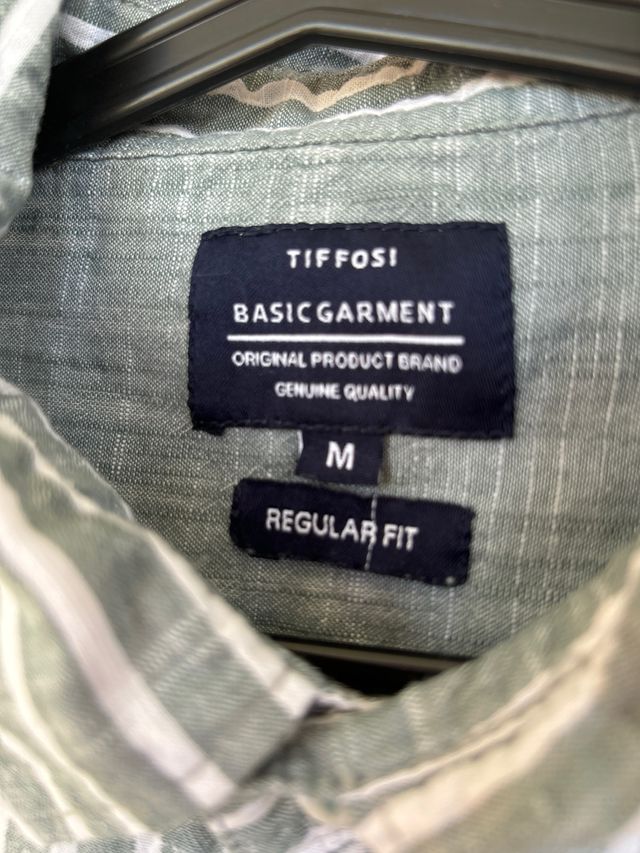 TIFFOSI
BASICGARMENT
ORIGINAL PRODUCT BRAND
GENUINE QUALITY
M
REGULAR FIT